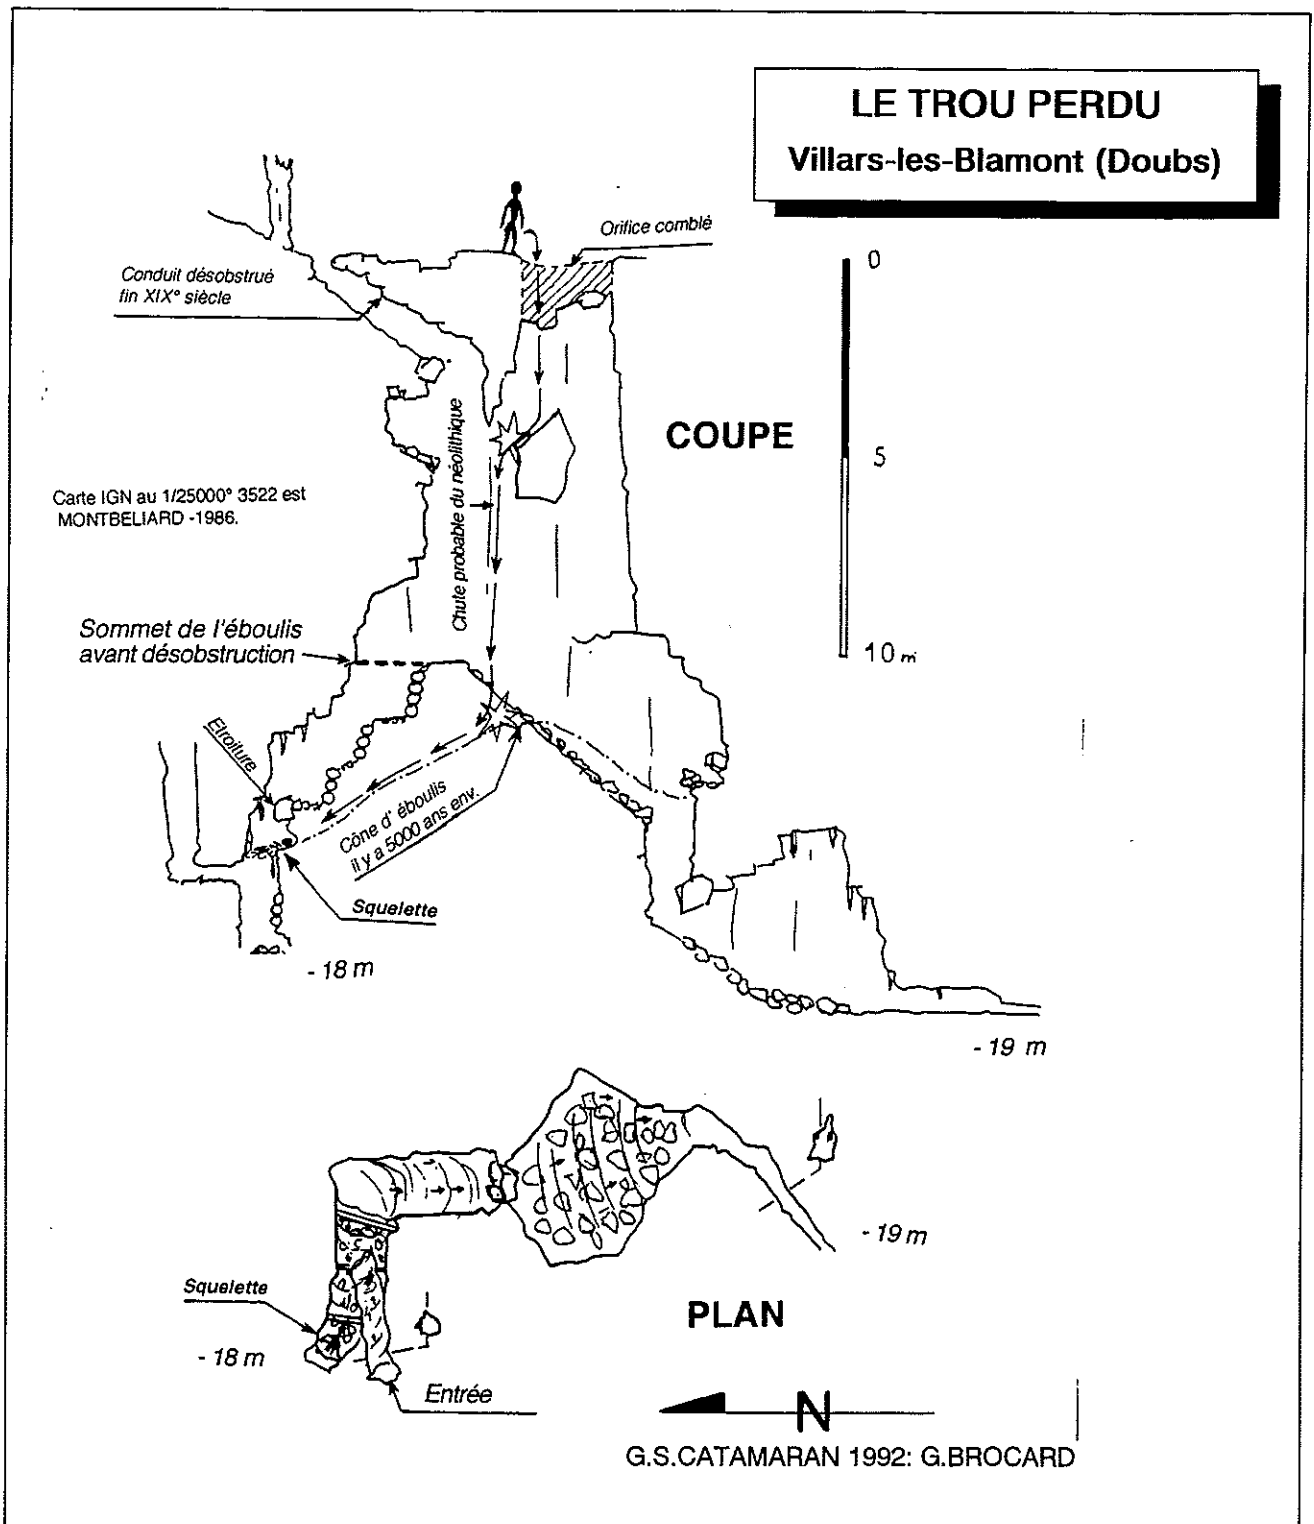 LE TROU PERDU
Villars-les-Blamont (Doubs)
Orifice comblé
Conduit désobstrué
fin XIX° siècle
0
COUPE
5
Chute probable du néolithique
Carte IGN au 1/25000° 3522 est
MONTBELIARD -1986.
Sommet de l'éboulis
avant désobstruction
10 m
Etroiture
Cône d' éboulis
il y a 5000 ans env.
Squelette
- 18 m
- 19 m
- 19 m
Squelette
PLAN
- 18 m
Entrée
N
G.S.CATAMARAN 1992: G.BROCARD